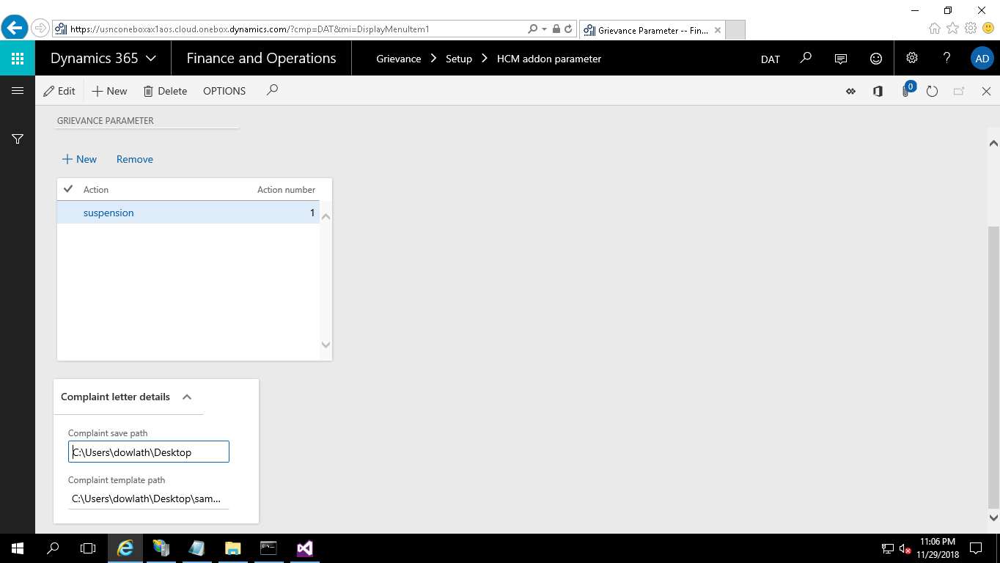 https://usnconeboxax1aos.cloud.onebox.dynamics.com/?cmp=DAT&mi=DisplayMenuItem1
Grievance Parameter -- Fin...
Dynamics 365
Finance and Operations
Grievance > Setup > HCM addon parameter
DAT
?
AD
Edit
New
Delete
OPTIONS
0
GRIEVANCE PARAMETER
New
Remove
Action
Action number
suspension
1
Complaint letter details
Complaint save path
C:\Users\dowlath\Desktop
Complaint template path
C:\Users\dowlath\Desktop\sam...
11:06 PM
11/29/2018